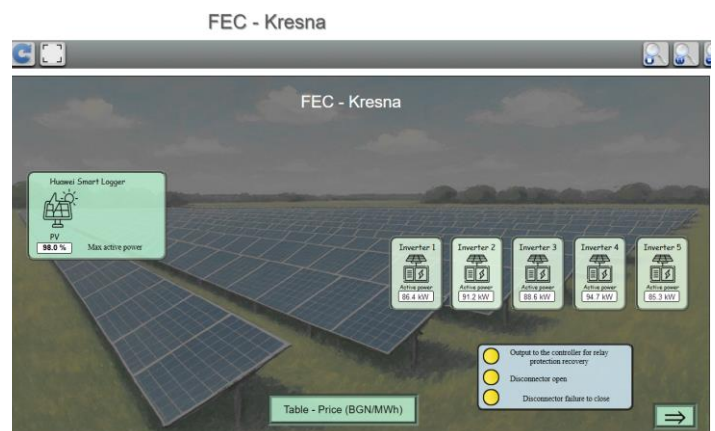 FEC - Kresna
FEC - Kresna
Huawei Smart Logger
PV
98.0 % Max active power
Inverter 1
Active power
86.4 kW
Inverter 2
Active power
91.2 kW
Inverter 3
Active power
88.6 kW
Inverter 4
Active power
94.7 kW
Inverter 5
Active power
85.3 kW
Output to the controller for relay
protection recovery
Disconnector open
Disconnector failure to close
Table - Price (BGN/MWh)